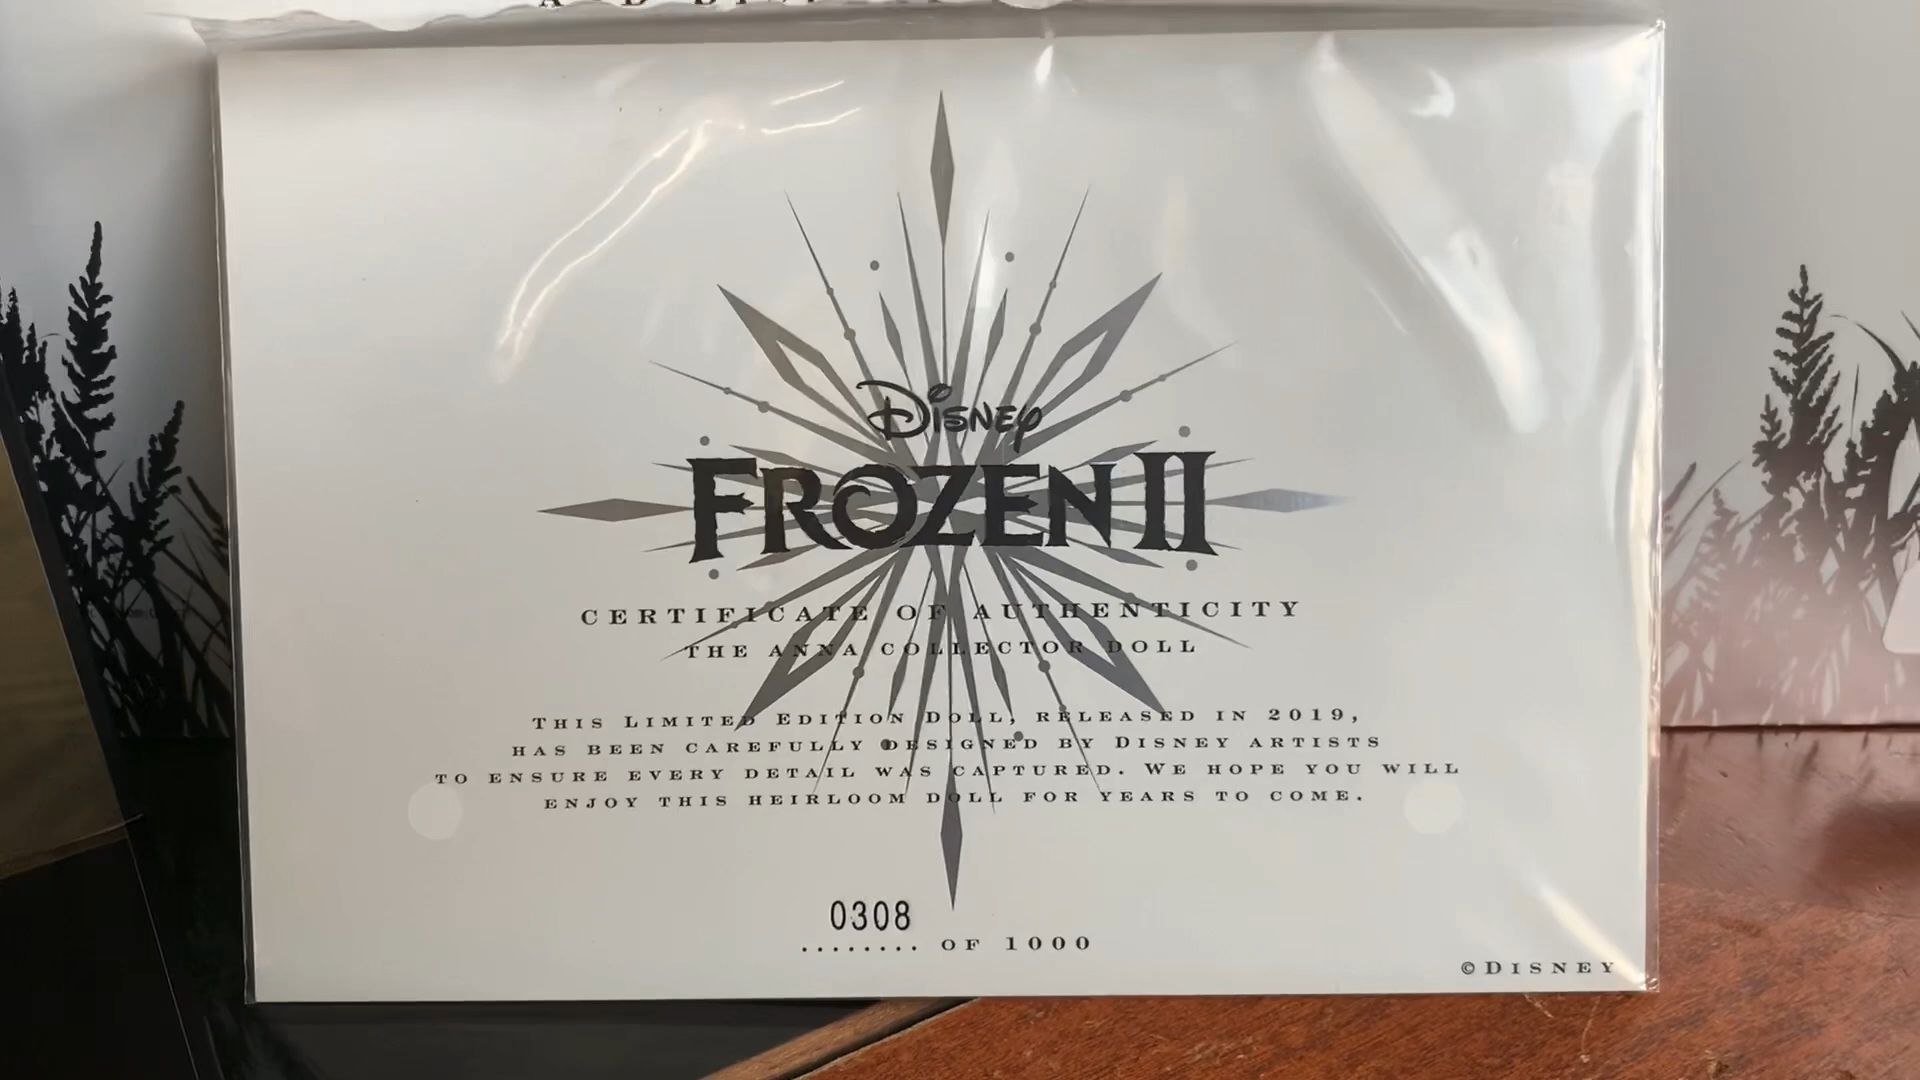 Disney
FROZEN II
CERTIFICATE OF AUTHENTICITY
THE ANNA COLLECTOR DOLL
THIS LIMITED EDITION DOLL, RELEASED IN 2019,
HAS BEEN CAREFULLY DESIGNED BY DISNEY ARTISTS
TO ENSURE EVERY DETAIL WAS CAPTURED. WE HOPE YOU WILL
ENJOY THIS HEIRLOOM DOLL FOR YEARS TO COME.
0308
........ OF 1000
©DISNEY